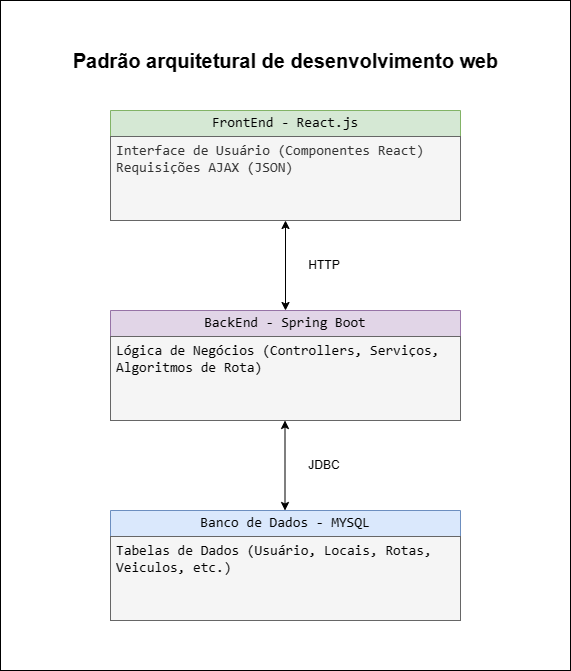 Padrão arquitetural de desenvolvimento web
FrontEnd - React.js
Interface de Usuário (Componentes React)
Requisições AJAX (JSON)
HTTP
BackEnd - Spring Boot
Lógica de Negócios (Controllers, Serviços,
Algoritmos de Rota)
JDBC
Banco de Dados - MYSQL
Tabelas de Dados (Usuário, Locais, Rotas,
Veiculos, etc.)